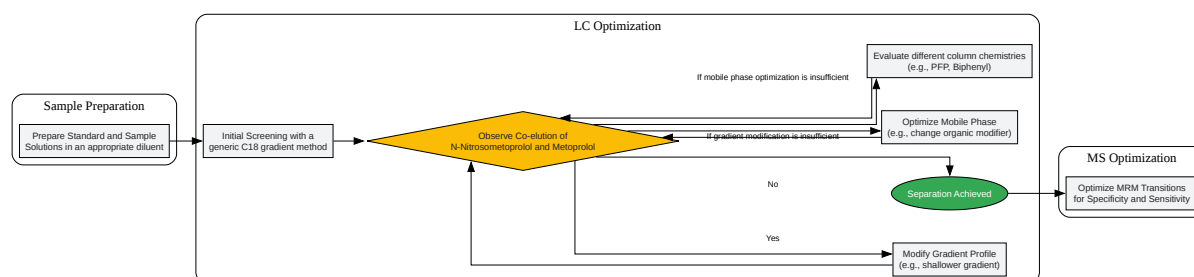 LC Optimization
Sample Preparation
Prepare Standard and Sample
Solutions in an appropriate diluent
Initial Screening with a
generic C18 gradient method
Observe Co-elution of
N-Nitrosometoprolol and Metoprolol
If mobile phase optimization is insufficient
Evaluate different column chemistries
(e.g., PFP, Biphenyl)
If gradient modification is insufficient
Optimize Mobile Phase
(e.g., change organic modifier)
No
Separation Achieved
Yes
Modify Gradient Profile
(e.g., shallower gradient)
MS Optimization
Optimize MRM Transitions
for Specificity and Sensitivity